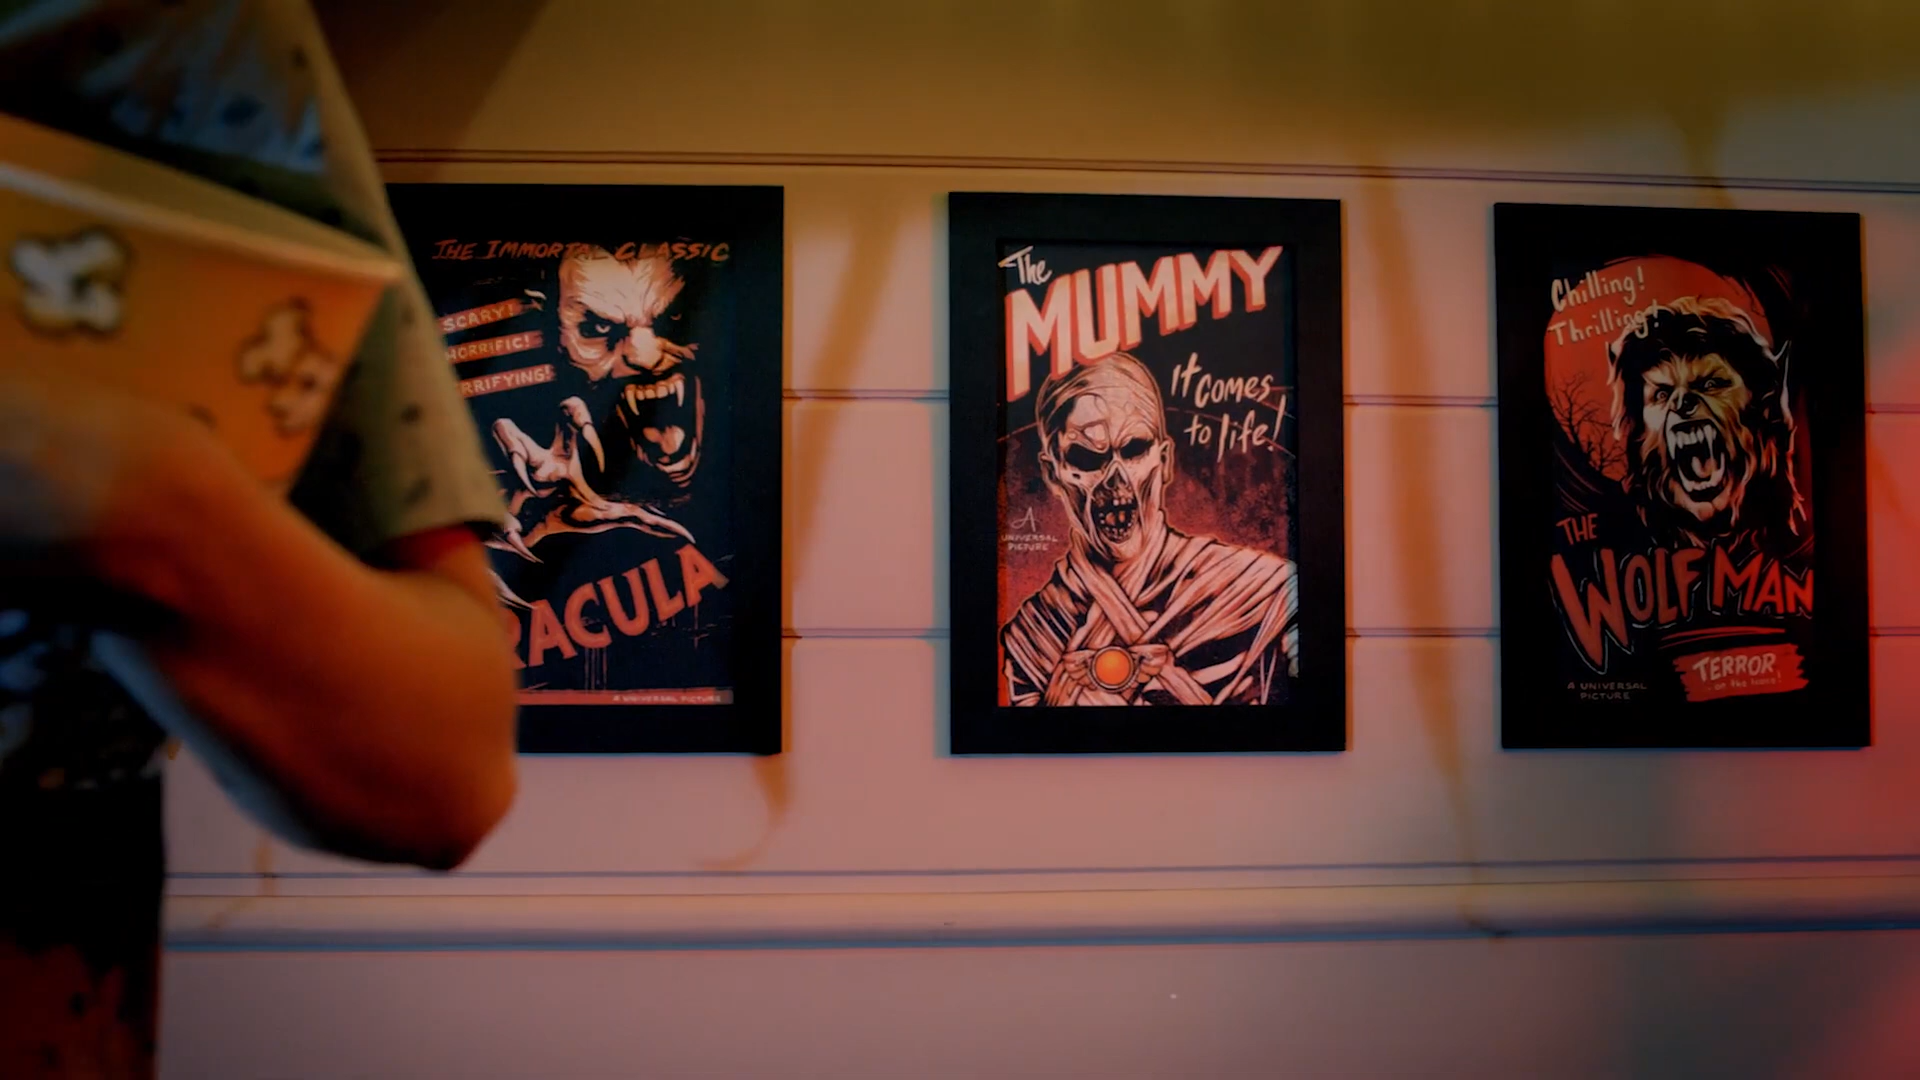 THE IMMORTAL CLASSIC
SCARY!
HORRIFIC!
RRIFYING!
RACULA
A UNIVERSAL PICTURE
The
MUMMY
It comes
to life!
A
UNIVERSAL
PICTURE
Chilling!
Thrilling!
THE
WOLF MAN
TERROR
A UNIVERSAL
PICTURE